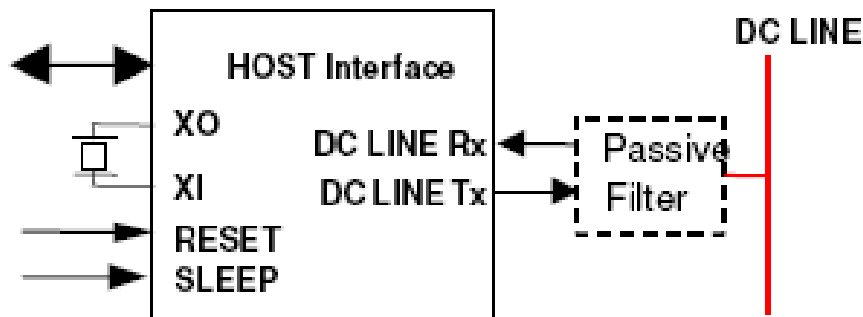 DC LINE
HOST Interface
XO
DC LINE Rx
Passive
XI
DC LINE Tx
Filter
RESET
SLEEP